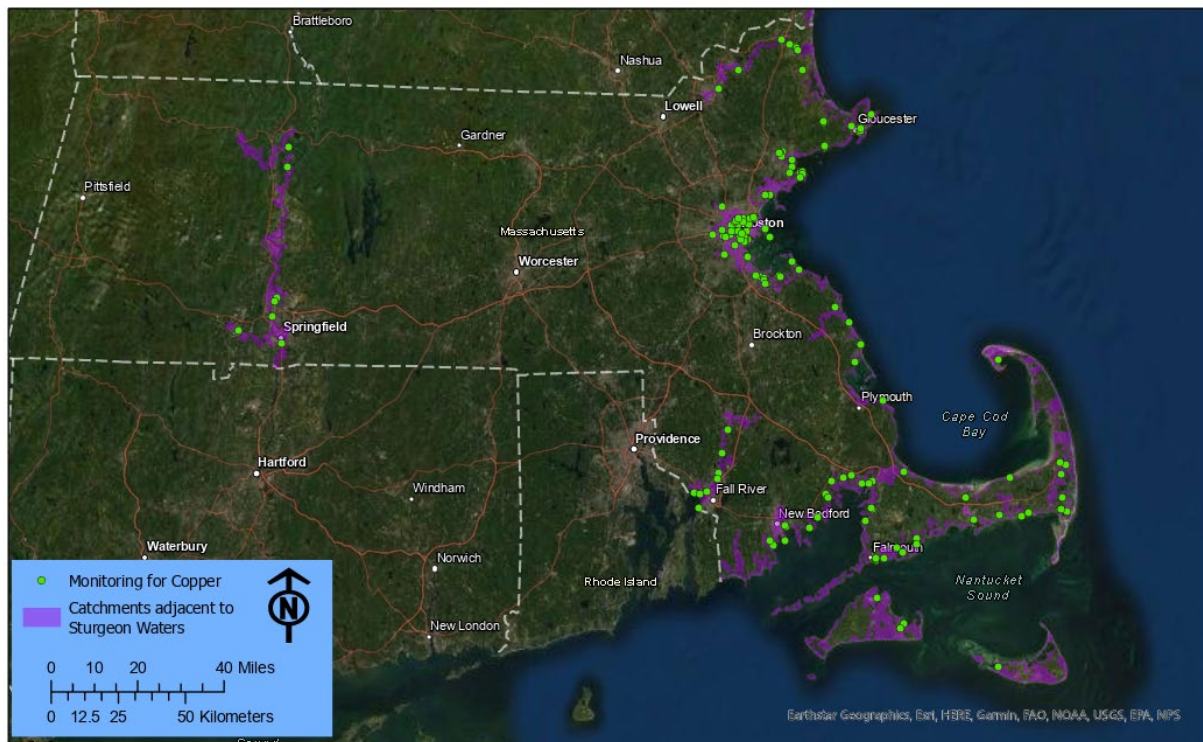 Brattleboro
Nashua
Lowell
Gardner
Gloucester
Pittsfield
Massachusetts
Worcester
Springfield
Brockton
Plymouth
Cape Cod
Bay
Providence
Hartford
Windham
Fall River
New Bedford
Waterbury
Norwich
Rhode Island
Falmouth
Nantucket
Sound
New London
Monitoring for Copper
N
Catchments adjacent to
Sturgeon Waters
0 10 20 40 Miles
0 12.5 25 50 Kilometers
Earthstar Geographics, Esri, HERE, Garmin, FAO, NOAA, USGS, EPA, NPS